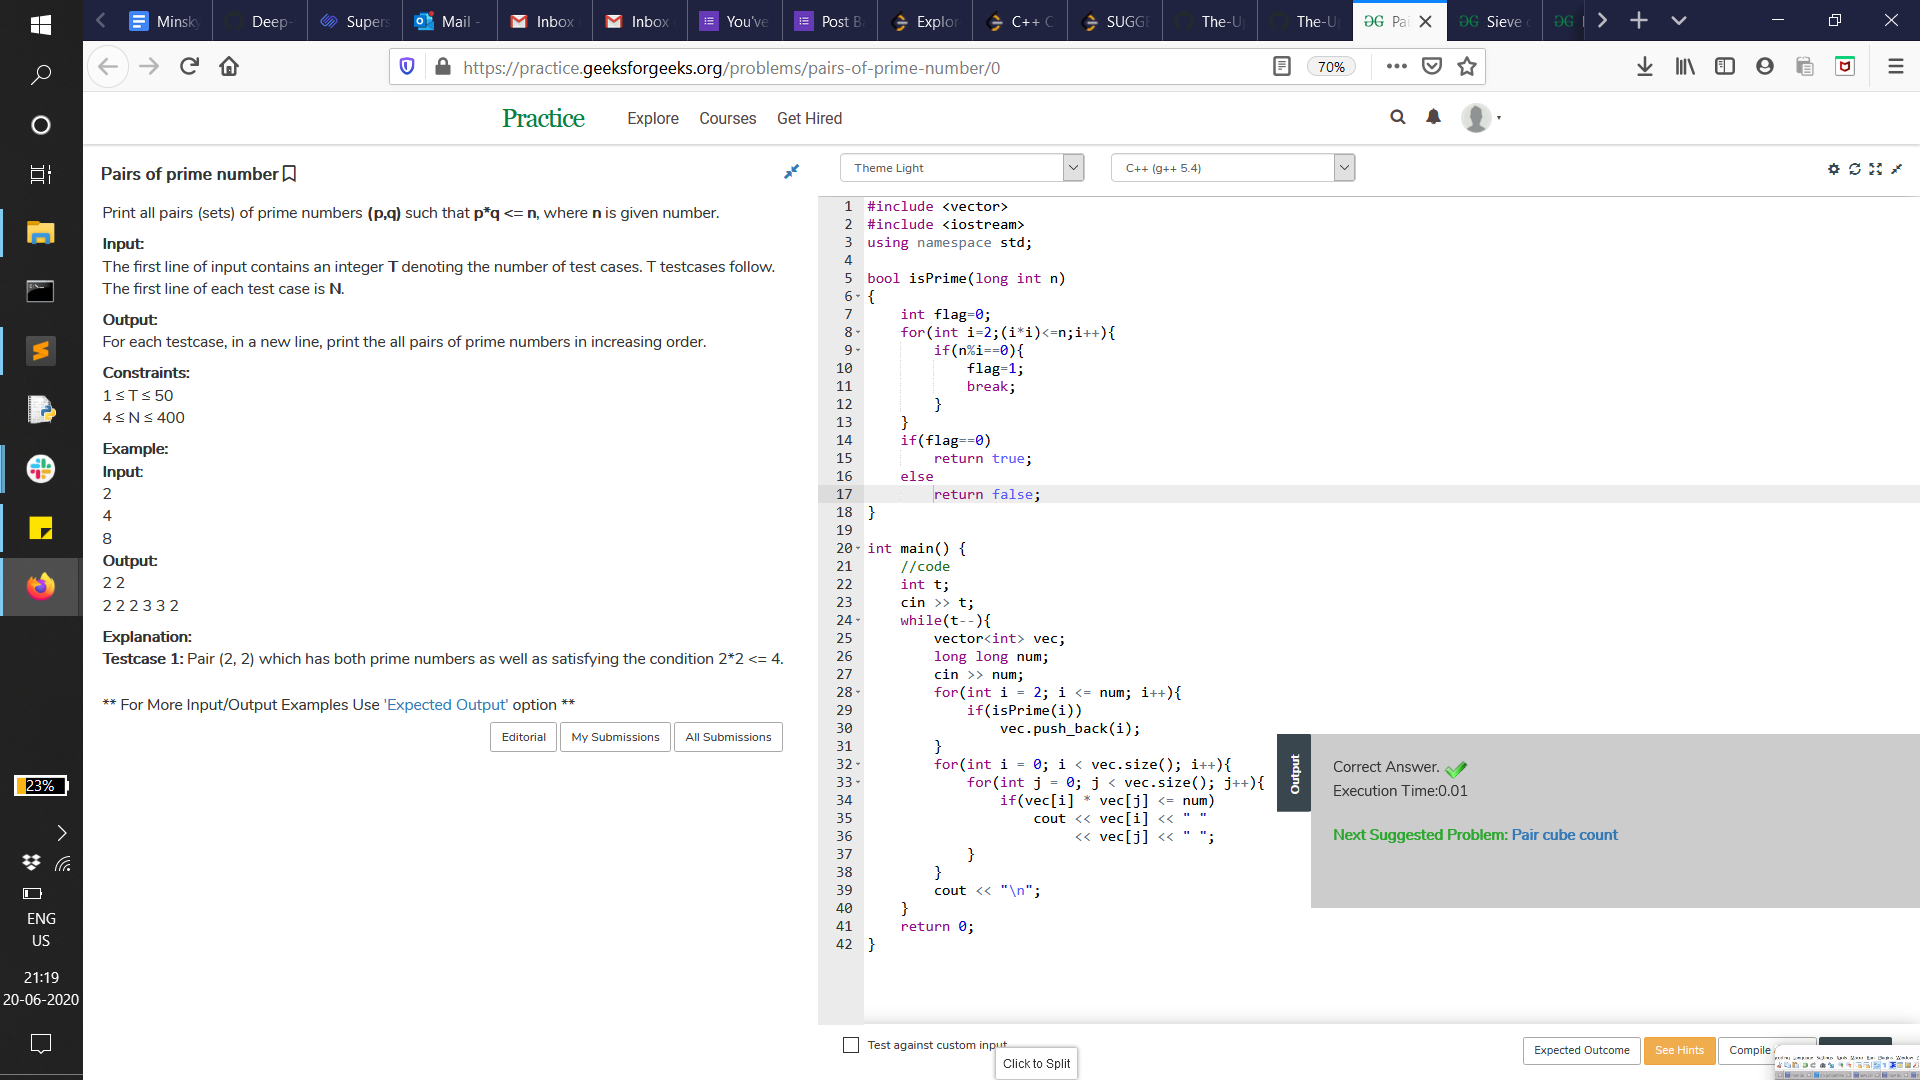 Minsky
Deep-
Supers
Mail -
Inbox
Inbox
You've
Post B
Explor
C++ C
SUGGE
The-U
The-U
Pai
Sieve
https://practice.geeksforgeeks.org/problems/pairs-of-prime-number/0
70%
Practice
Explore
Courses
Get Hired
Pairs of prime number
Print all pairs (sets) of prime numbers (p,q) such that p*q <= n, where n is given number.
Input:
The first line of input contains an integer T denoting the number of test cases. T testcases follow.
The first line of each test case is N.
Output:
For each testcase, in a new line, print the all pairs of prime numbers in increasing order.
Constraints:
1 ≤ T ≤ 50
4 ≤ N ≤ 400
Example:
Input:
2
4
8
Output:
2 2
2 2 2 3 3 2
Explanation:
Testcase 1: Pair (2, 2) which has both prime numbers as well as satisfying the condition 2*2 <= 4.
** For More Input/Output Examples Use 'Expected Output' option **
Editorial
My Submissions
All Submissions
Theme Light
C++ (g++ 5.4)
1 #include <vector>
2 #include <iostream>
3 using namespace std;
4
5 bool isPrime(long int n)
6 {
7 int flag=0;
8 for(int i=2;(i*i)<=n;i++){
9 if(n%i==0){
10 flag=1;
11 break;
12 }
13 }
14 if(flag==0)
15 return true;
16 else
17 return false;
18 }
19
20 int main() {
21 //code
22 int t;
23 cin >> t;
24 while(t--){
25 vector<int> vec;
26 long long num;
27 cin >> num;
28 for(int i = 2; i <= num; i++){
29 if(isPrime(i))
30 vec.push_back(i);
31 }
32 for(int i = 0; i < vec.size(); i++){
33 for(int j = 0; j < vec.size(); j++){
34 if(vec[i] * vec[j] <= num)
35 cout << vec[i] << " "
36 << vec[j] << " ";
37 }
38 }
39 cout << "\n";
40 }
41 return 0;
42 }
Output
Correct Answer.
Execution Time:0.01
Next Suggested Problem: Pair cube count
Test against custom input
Click to Split
Expected Outcome
See Hints
Compile
23%
ENG
US
21:19
20-06-2020